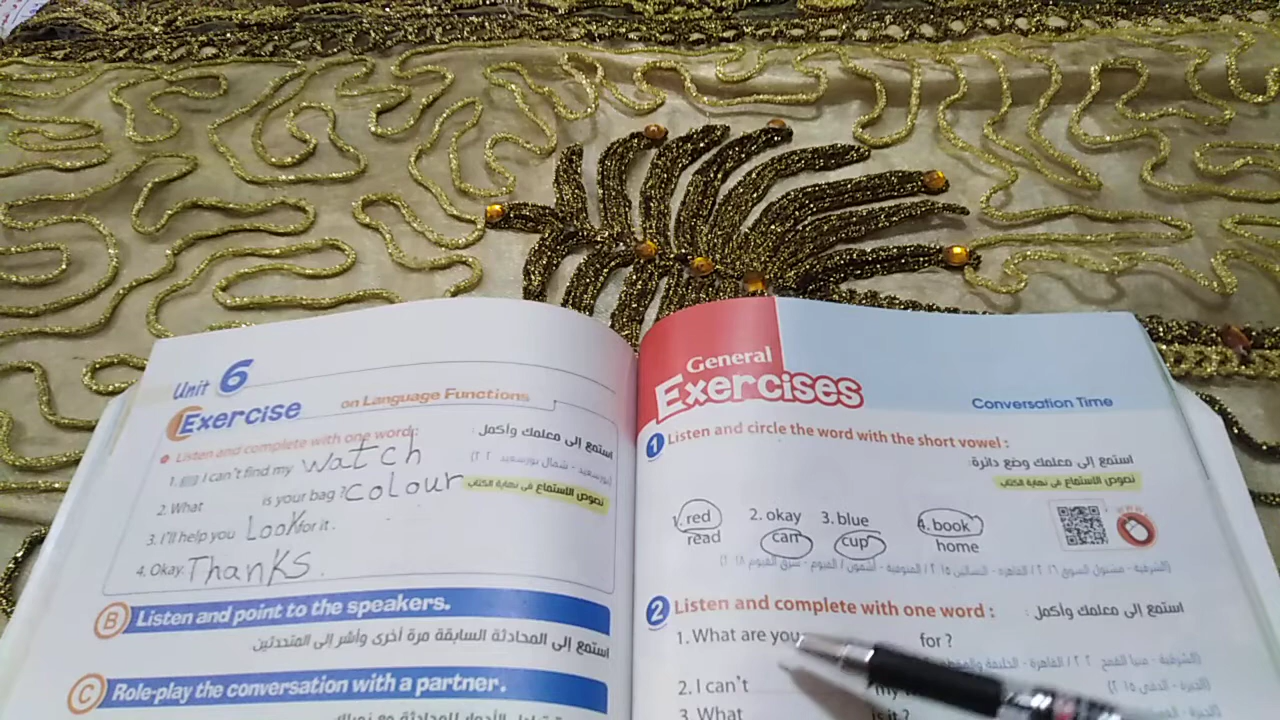 Unit 6
Exercise on Language Functions
Listen and complete with one word:
استمع إلى معلمك وأكمل :
1. I can't find my watch
نصوص الاستماع في نهاية الكتاب
2. What is your bag ? colour
3. I'll help you Look for it.
4. Okay. Thanks.
B Listen and point to the speakers.
استمع إلى المحادثة السابقة مرة أخرى وأشر إلى المتحدثين
C Role-play the conversation with a partner.
General
Exercises
Conversation Time
1 Listen and circle the word with the short vowel :
استمع إلى معلمك وضع دائرة
نصوص الاستماع في نهاية الكتاب
1. red 2. okay 3. blue 4. book
read can cup home
2 Listen and complete with one word :
استمع إلى معلمك وأكمل :
1. What are you for ?
2. I can't my
3. What is it ?